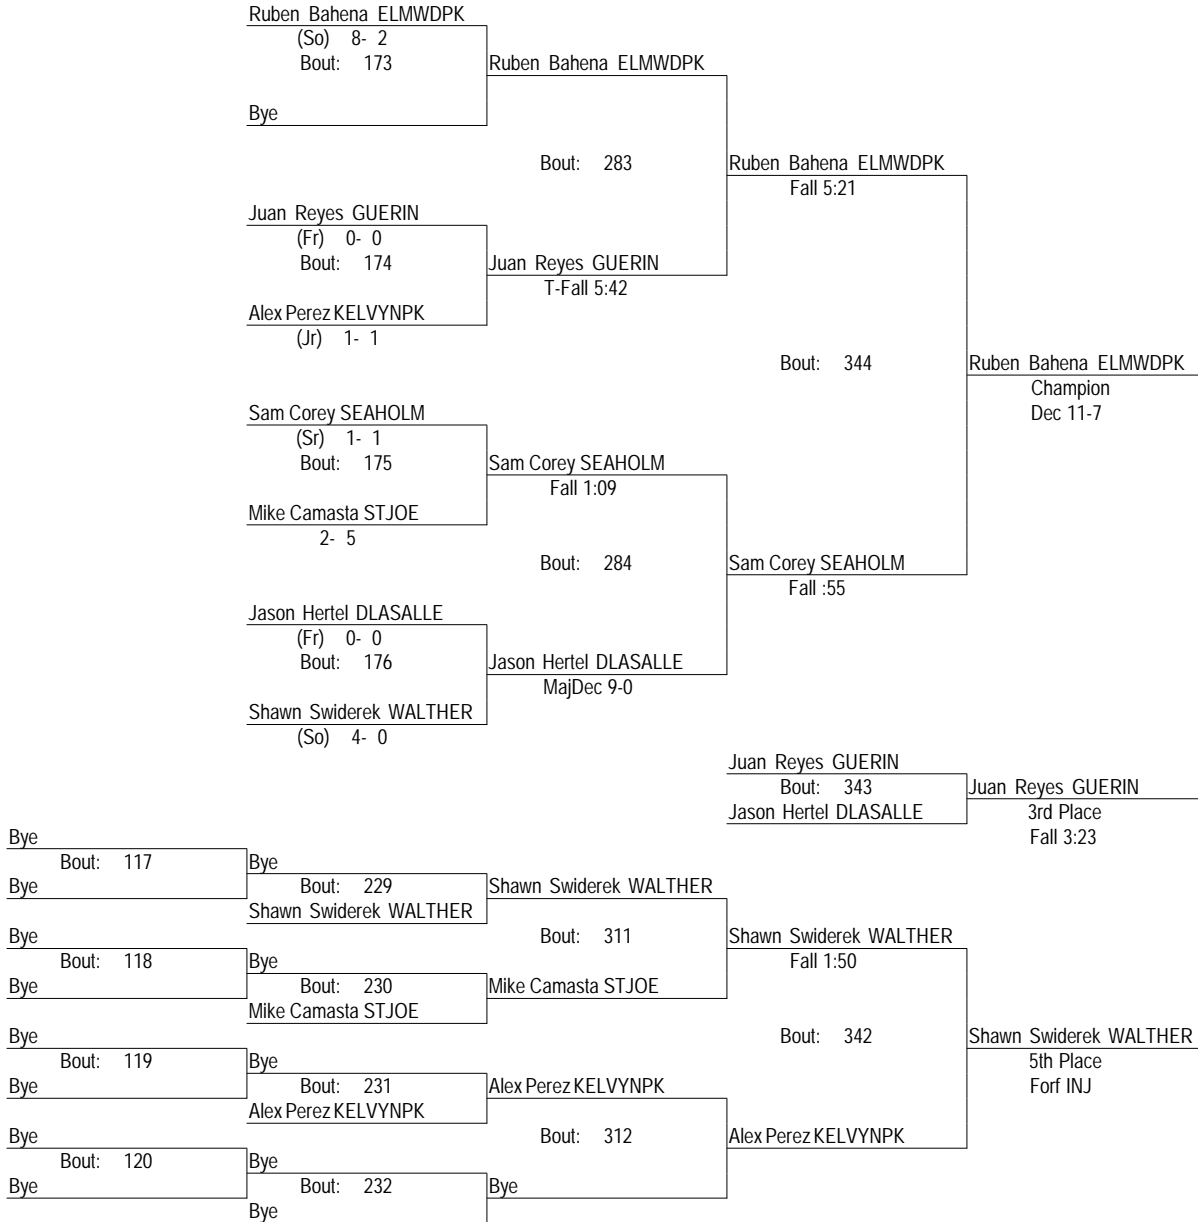 Ruben Bahena ELMWDPK
(So) 8- 2
Bout: 173
Ruben Bahena ELMWDPK
Bye
Bout: 283
Ruben Bahena ELMWDPK
Fall 5:21
Juan Reyes GUERIN
(Fr) 0- 0
Bout: 174
Juan Reyes GUERIN
T-Fall 5:42
Alex Perez KELVYNPK
(Jr) 1- 1
Bout: 344
Ruben Bahena ELMWDPK
Champion
Dec 11-7
Sam Corey SEAHOLM
(Sr) 1- 1
Bout: 175
Sam Corey SEAHOLM
Fall 1:09
Mike Camasta STJOE
2- 5
Bout: 284
Sam Corey SEAHOLM
Fall :55
Jason Hertel DLASALLE
(Fr) 0- 0
Bout: 176
Jason Hertel DLASALLE
MajDec 9-0
Shawn Swiderek WALTHER
(So) 4- 0
Juan Reyes GUERIN
Bout: 343
Juan Reyes GUERIN
Jason Hertel DLASALLE
3rd Place
Fall 3:23
Bye
Bout: 117
Bye
Bye
Bout: 229
Shawn Swiderek WALTHER
Shawn Swiderek WALTHER
Bye
Bout: 311
Shawn Swiderek WALTHER
Fall 1:50
Bout: 118
Bye
Bye
Bout: 230
Mike Camasta STJOE
Mike Camasta STJOE
Bye
Bout: 342
Shawn Swiderek WALTHER
5th Place
Forf INJ
Bout: 119
Bye
Bye
Bout: 231
Alex Perez KELVYNPK
Alex Perez KELVYNPK
Bye
Bout: 312
Alex Perez KELVYNPK
Bout: 120
Bye
Bye
Bout: 232
Bye
Bye